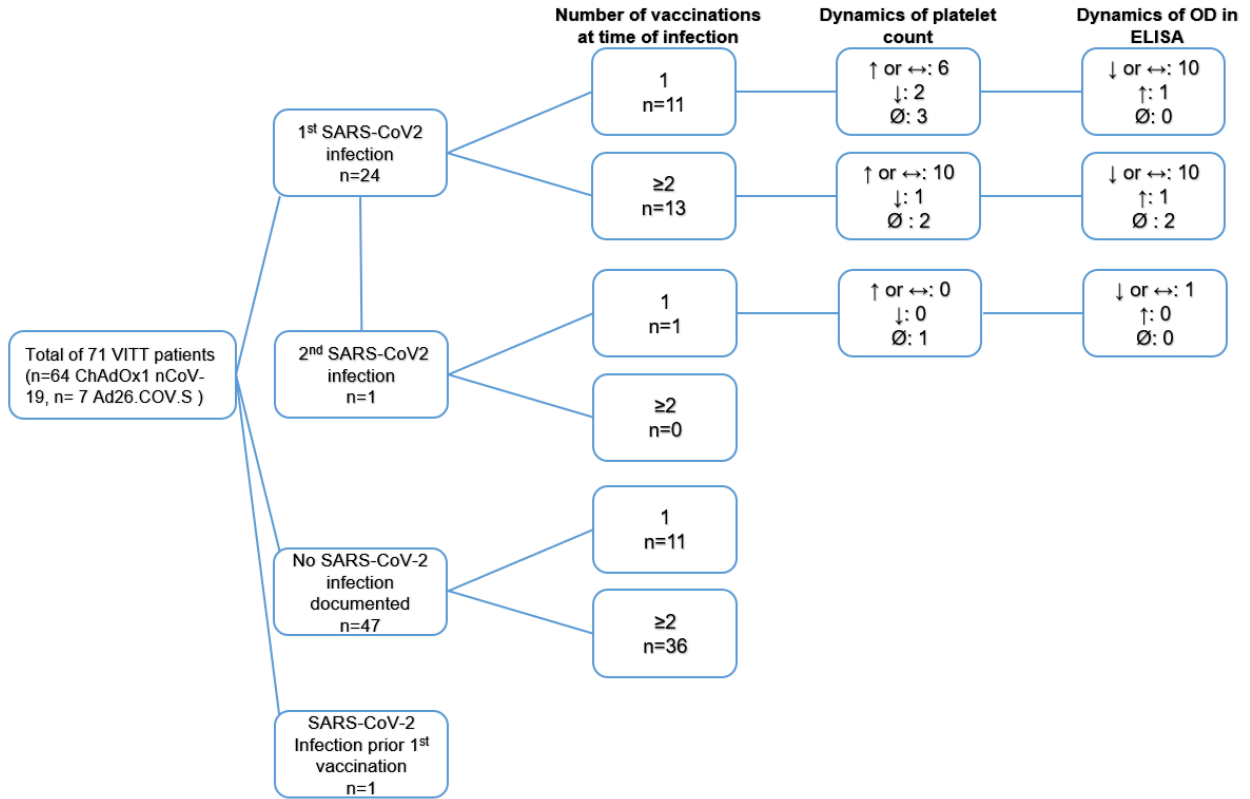 Number of vaccinations
at time of infection
Dynamics of platelet
count
Dynamics of OD in
ELISA
1
n=11
↑ or ↔: 6
↓: 2
Ø: 3
↓ or ↔: 10
↑: 1
Ø: 0
1st SARS-CoV2
infection
n=24
≥2
n=13
↑ or ↔: 10
↓: 1
Ø : 2
↓ or ↔: 10
↑: 1
Ø : 2
1
n=1
↑ or ↔: 0
↓: 0
Ø: 1
↓ or ↔: 1
↑: 0
Ø: 0
Total of 71 VITT patients
(n=64 ChAdOx1 nCoV-
19, n= 7 Ad26.COV.S )
2nd SARS-CoV2
infection
n=1
≥2
n=0
1
n=11
No SARS-CoV-2
infection
documented
n=47
≥2
n=36
SARS-CoV-2
Infection prior 1st
vaccination
n=1